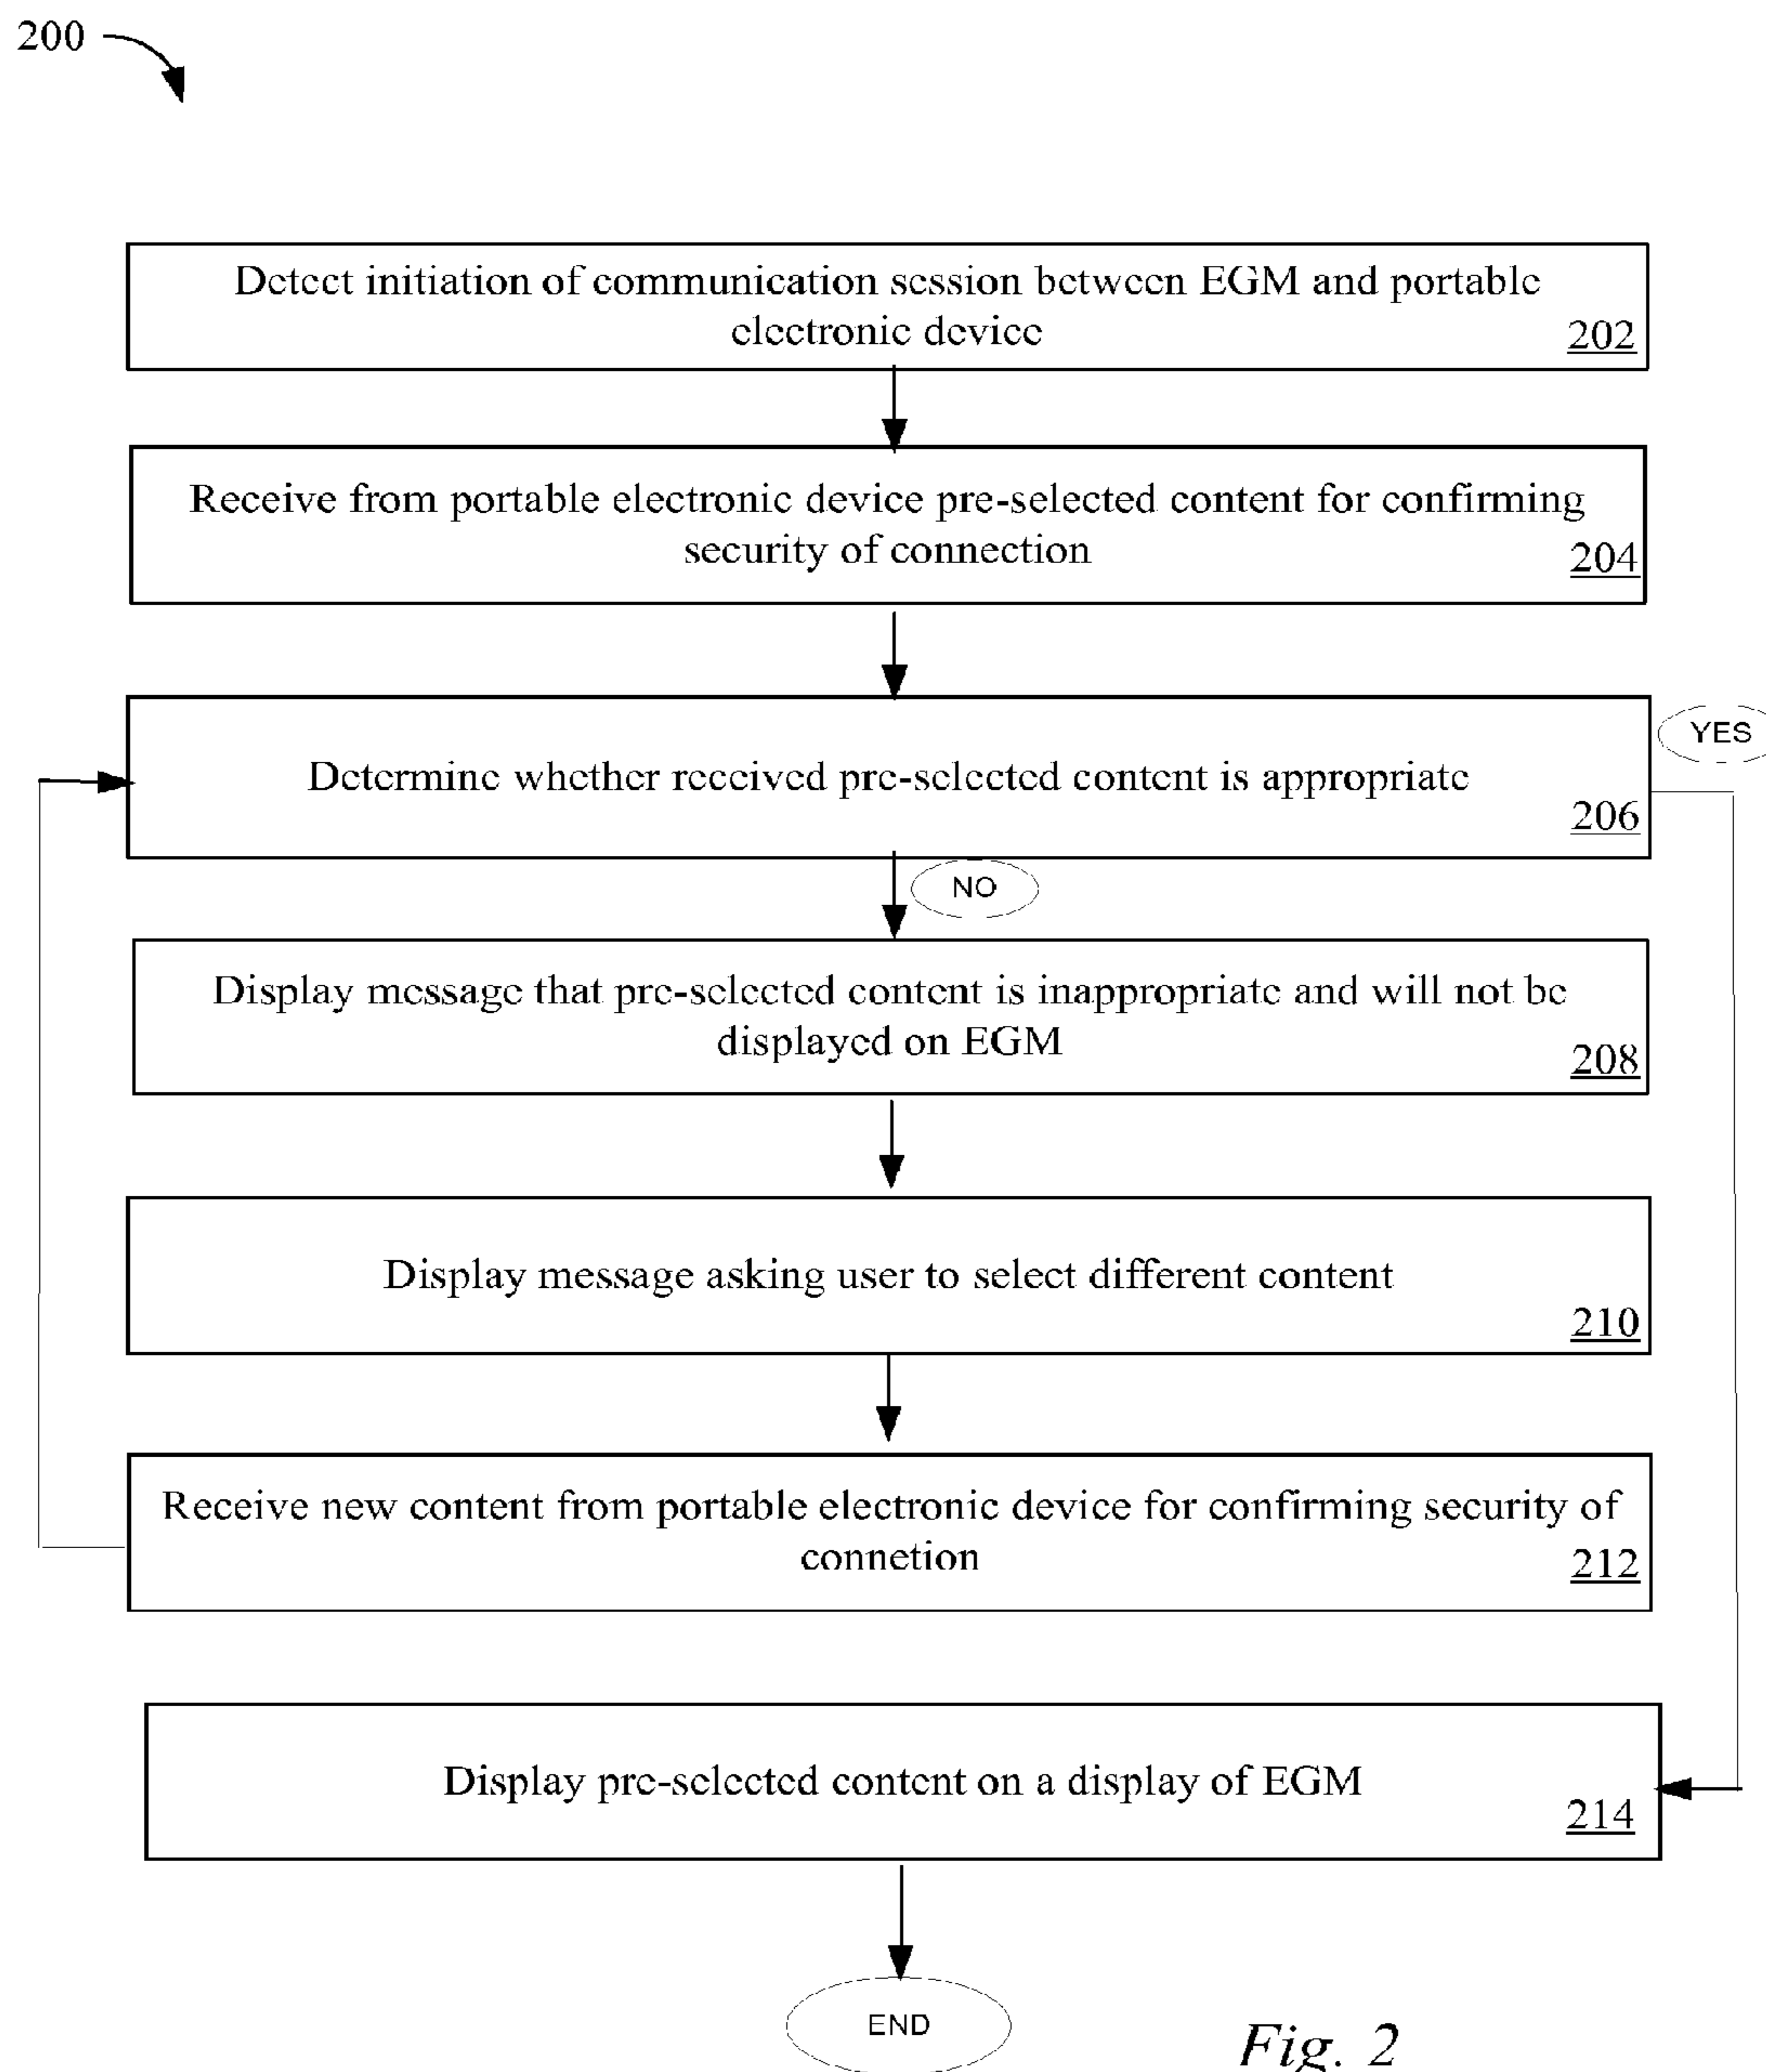 200
Detect initiation of communication session between EGM and portable
electronic device
202
Receive from portable electronic device pre-selected content for confirming
security of connection
204
Determine whether received pre-selected content is appropriate
206
YES
NO
Display message that pre-selected content is inappropriate and will not be
displayed on EGM
208
Display message asking user to select different content
210
Receive new content from portable electronic device for confirming security of
connetion
212
Display pre-selected content on a display of EGM
214
END
Fig. 2